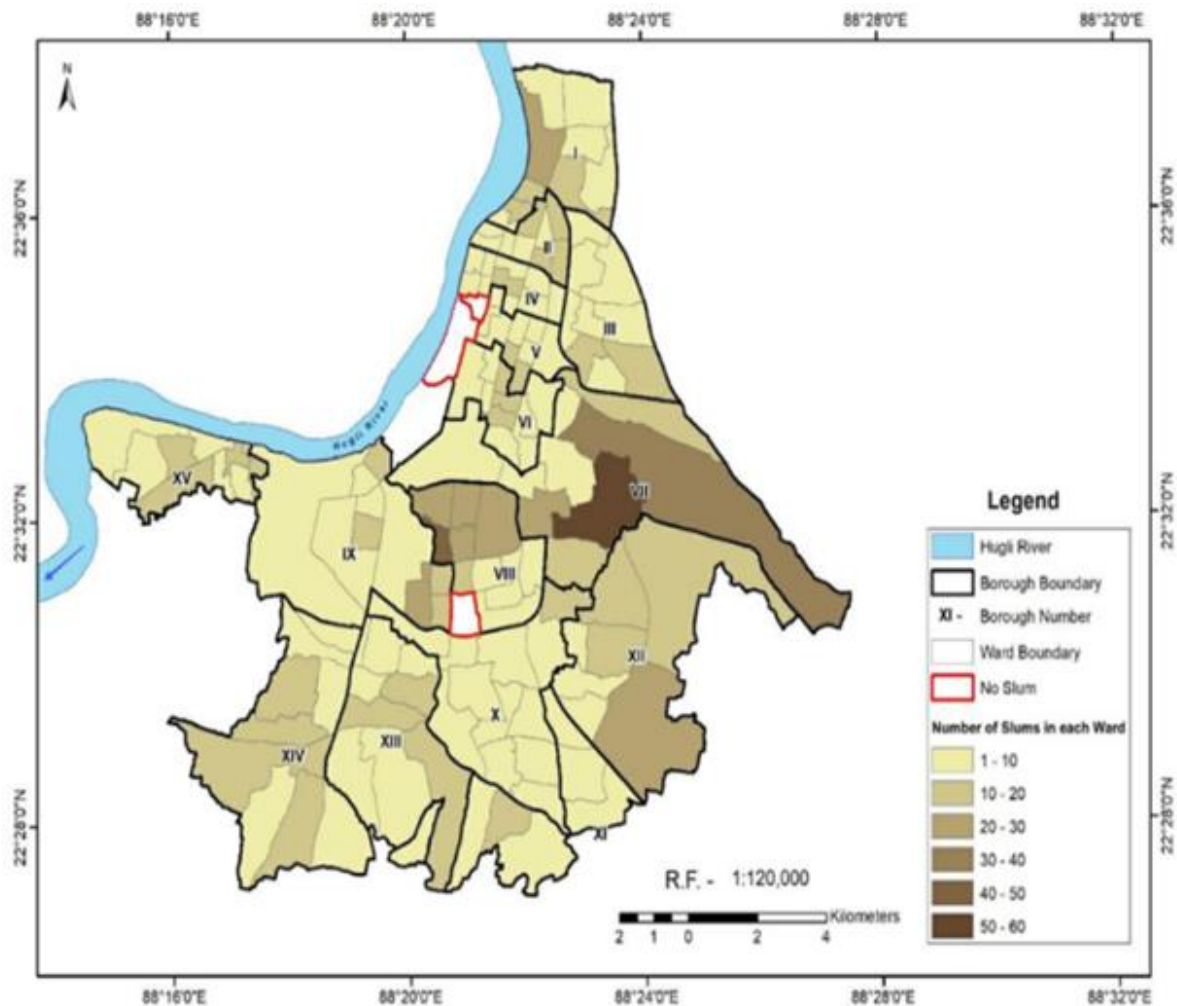 88°16'0"E 88°20'0"E 88°24'0"E 88°28'0"E 88°32'0"E
N
I
22°36'0"N 22°36'0"N
II
IV
III
V
VI
Hugli River
XV
VII
22°32'0"N 22°32'0"N
IX
VIII
XII
X
XIII
XIV
22°28'0"N 22°28'0"N
XI
Legend
Hugli River
Borough Boundary
XI - Borough Number
Ward Boundary
No Slum
Number of Slums in each Ward
1 - 10
10 - 20
20 - 30
30 - 40
40 - 50
50 - 60
R.F. - 1:120,000
Kilometers
2 1 0 2 4
88°16'0"E 88°20'0"E 88°24'0"E 88°28'0"E 88°32'0"E